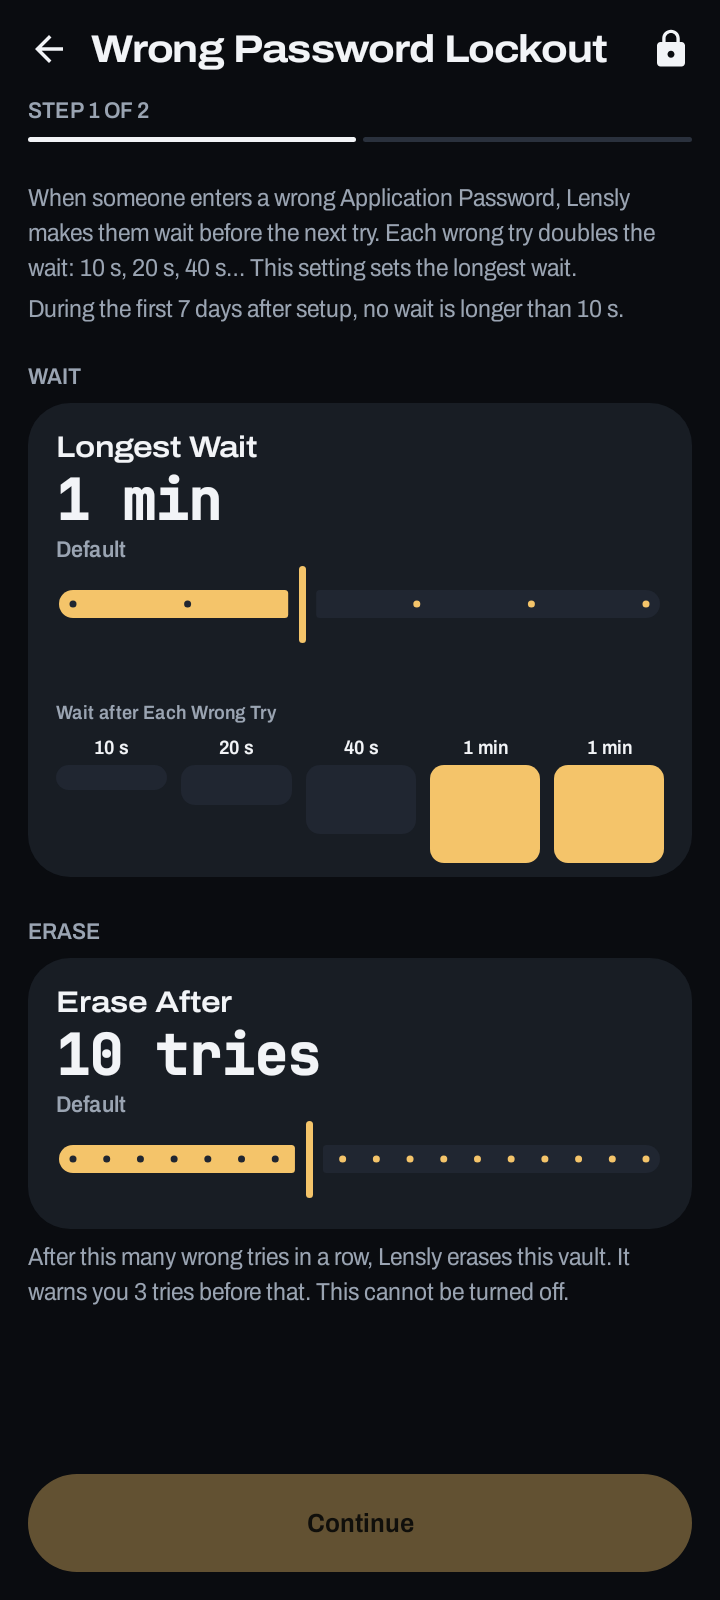 Wrong Password Lockout
STEP 1 OF 2
When someone enters a wrong Application Password, Lensly
makes them wait before the next try. Each wrong try doubles the
wait: 10 s, 20 s, 40 s... This setting sets the longest wait.
During the first 7 days after setup, no wait is longer than 10 s.
WAIT
Longest Wait
1 min
Default
Wait after Each Wrong Try
10 s 20 s 40 s 1 min 1 min
ERASE
Erase After
10 tries
Default
After this many wrong tries in a row, Lensly erases this vault. It
warns you 3 tries before that. This cannot be turned off.
Continue